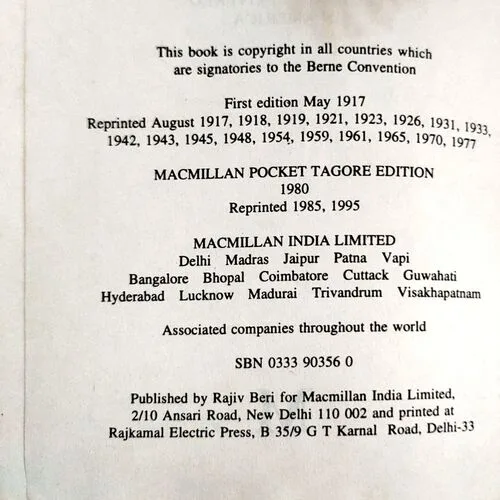 This book is copyright in all countries which
are signatories to the Berne Convention
First edition May 1917
Reprinted August 1917, 1918, 1919, 1921, 1923, 1926, 1931, 1933,
1942, 1943, 1945, 1948, 1954, 1959, 1961, 1965, 1970, 1977
MACMILLAN POCKET TAGORE EDITION
1980
Reprinted 1985, 1995
MACMILLAN INDIA LIMITED
Delhi Madras Jaipur Patna Vapi
Bangalore Bhopal Coimbatore Cuttack Guwahati
Hyderabad Lucknow Madurai Trivandrum Visakhapatnam
Associated companies throughout the world
SBN 0333 90356 0
Published by Rajiv Beri for Macmillan India Limited,
2/10 Ansari Road, New Delhi 110 002 and printed at
Rajkamal Electric Press, B 35/9 G T Karnal Road, Delhi-33